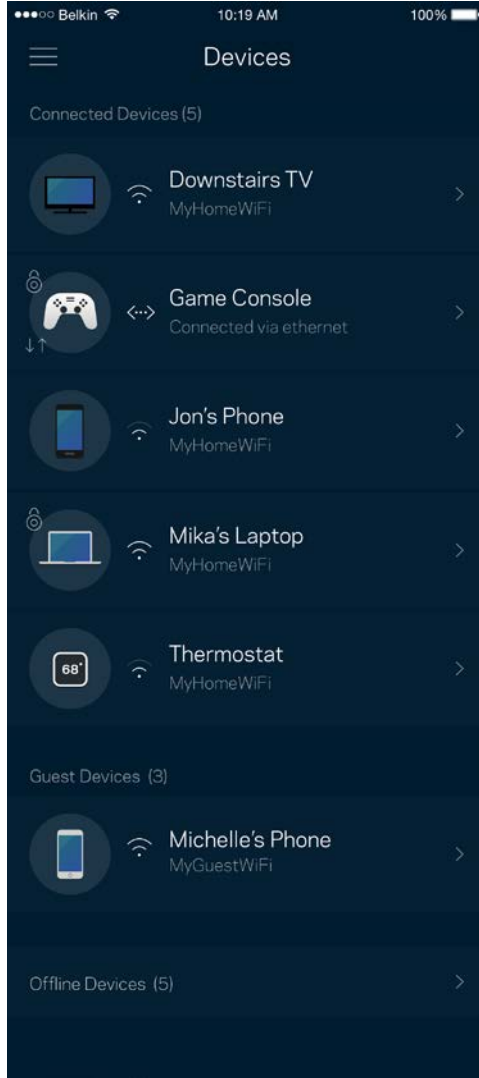 Belkin 10:19 AM 100%
Devices
Connected Devices (5)
Downstairs TV
MyHomeWiFi
Game Console
Connected via ethernet
Jon's Phone
MyHomeWiFi
Mika's Laptop
MyHomeWiFi
68°
Thermostat
MyHomeWiFi
Guest Devices (3)
Michelle's Phone
MyGuestWiFi
Offline Devices (5)